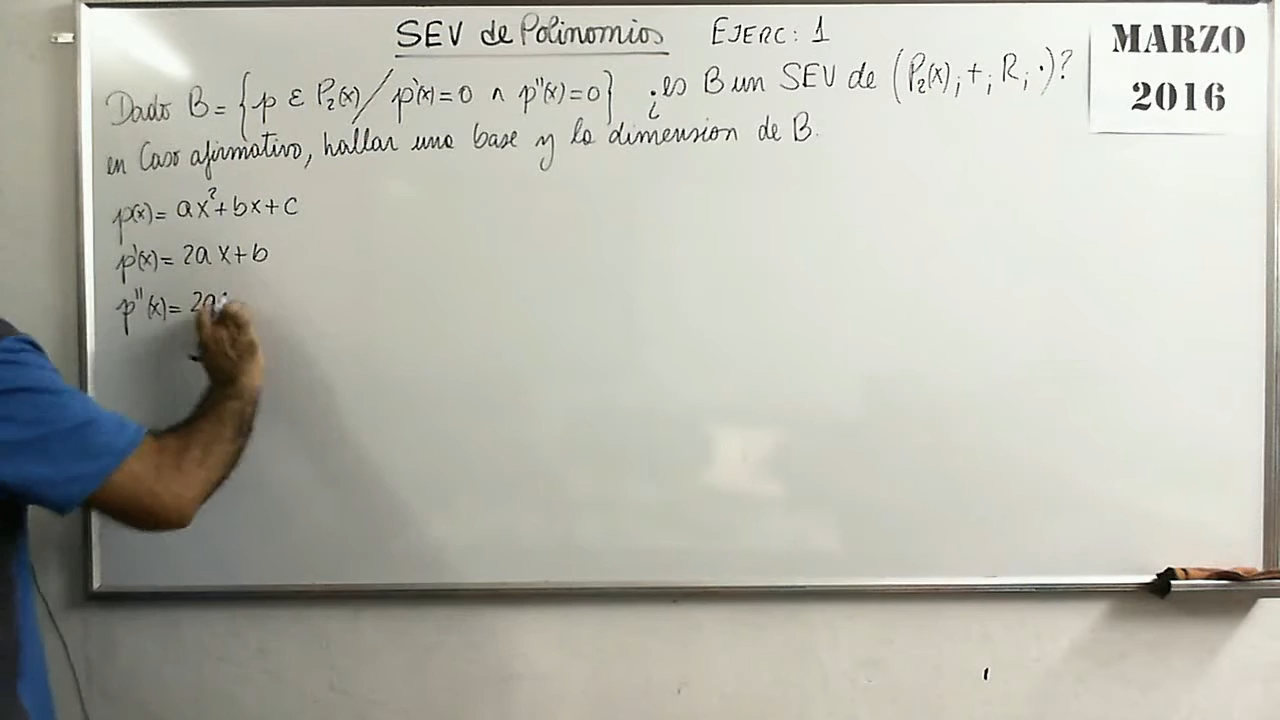 SEV de Polinomios EJERC: 1
MARZO
2016
Dado B = { p ε P₂(x) / p'(x)=0 ∧ p''(x)=0 } ¿es B un SEV de (P₂(x); +; R; ·)?
en Caso afirmativo, hallar una base y la dimension de B.
p(x) = ax² + bx + c
p'(x) = 2ax + b
p''(x) = 2a